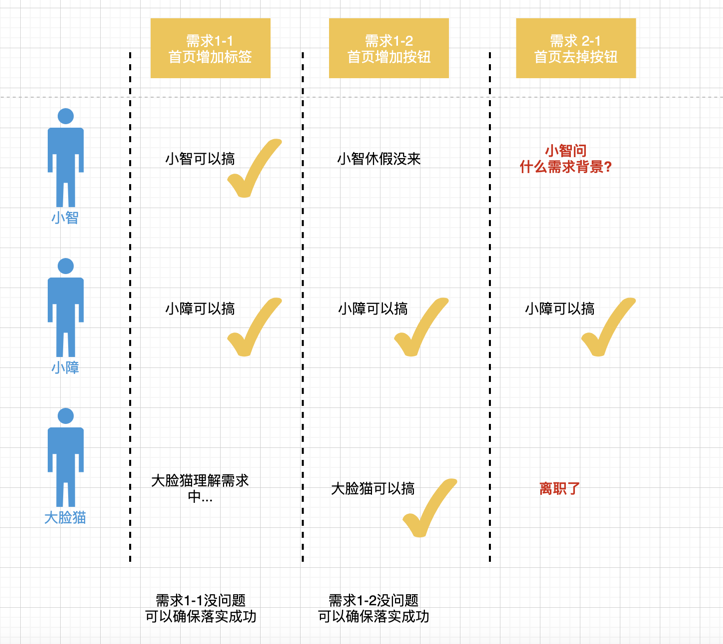 需求1-1
首页增加标签
需求1-2
首页增加按钮
需求 2-1
首页去掉按钮
小智
小智可以搞
小智休假没来
小智问
什么需求背景?
小障
小障可以搞
小障可以搞
小障可以搞
大脸猫
大脸猫理解需求
中...
大脸猫可以搞
离职了
需求1-1没问题
可以确保落实成功
需求1-2没问题
可以确保落实成功